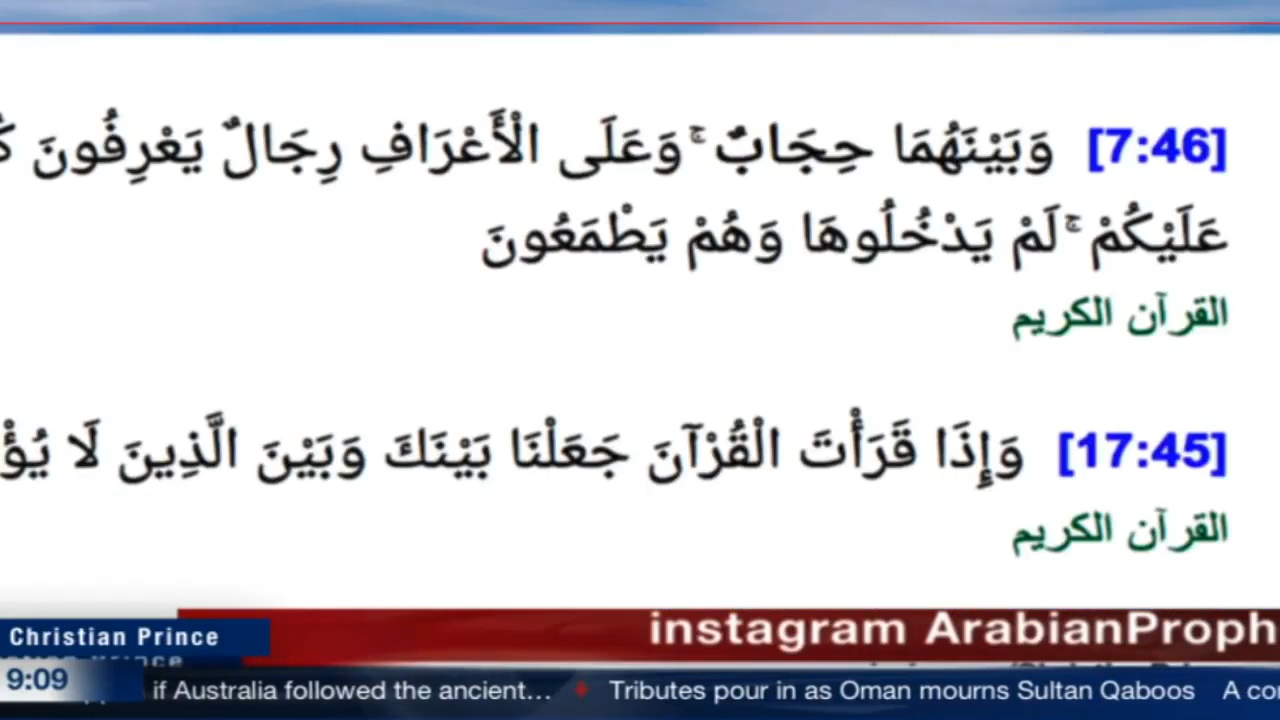 [7:46] وَبَيْنَهُمَا حِجَابٌ ۚ وَعَلَى الْأَعْرَافِ رِجَالٌ يَعْرِفُونَ
عَلَيْكُمْ ۚ لَمْ يَدْخُلُوهَا وَهُمْ يَطْمَعُونَ
القرآن الكريم
[17:45] وَإِذَا قَرَأْتَ الْقُرْآنَ جَعَلْنَا بَيْنَكَ وَبَيْنَ الَّذِينَ لَا
القرآن الكريم
instagram ArabianProph
Christian Prince
9:09
if Australia followed the ancient... Tributes pour in as Oman mourns Sultan Qaboos A